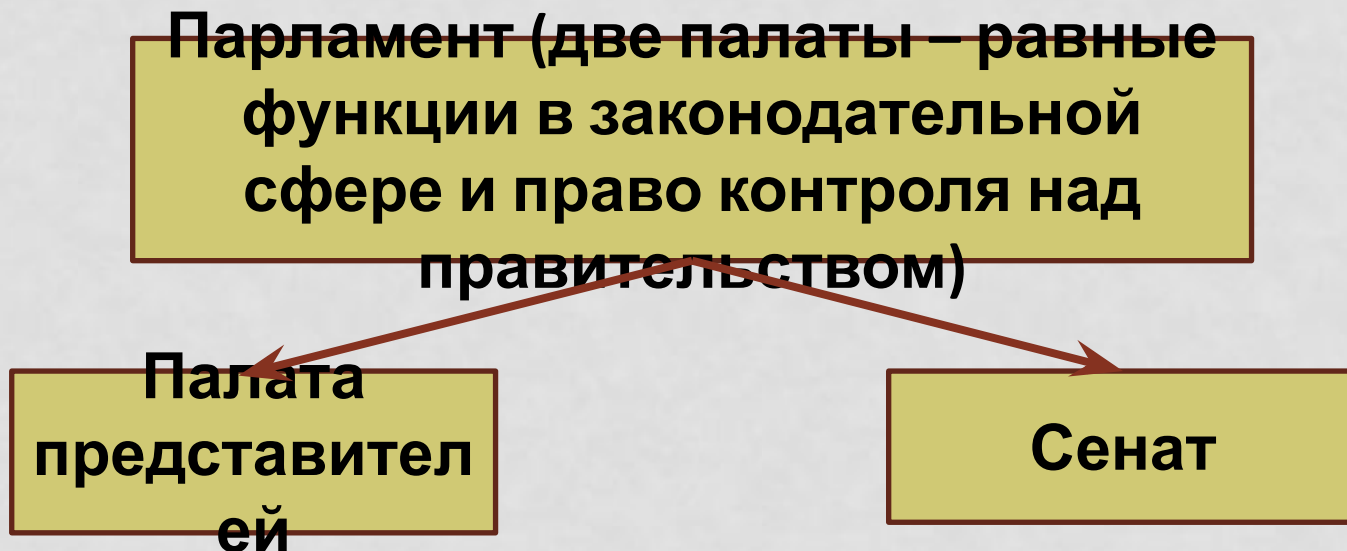 Парламент (две палаты – равные
функции в законодательной
сфере и право контроля над
правительством)
Палата
представител
ей
Сенат